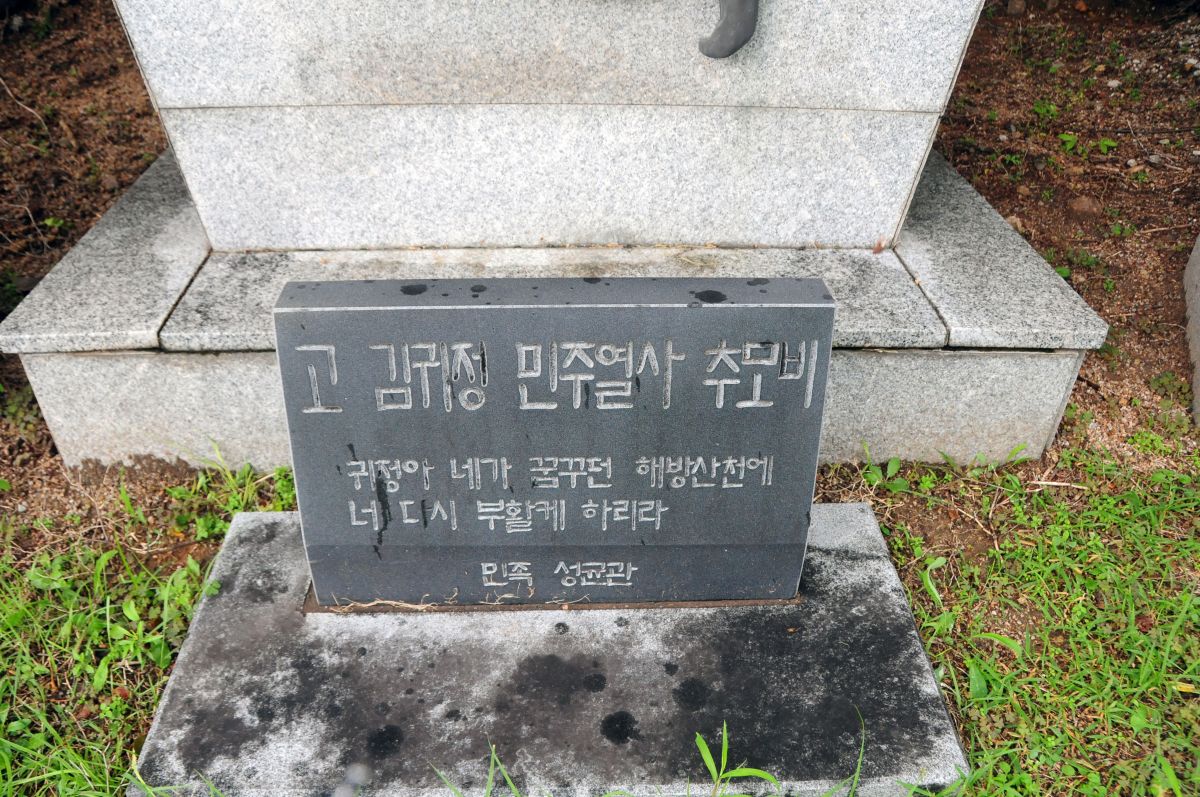 고 김귀정 민주열사 추모비
귀정아 네가 꿈꾸던 해방산천에
너 다시 부활케 하리라
민족 성균관